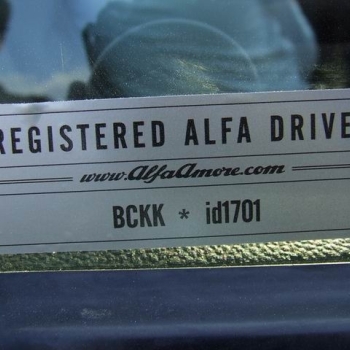 REGISTERED ALFA DRIVE
www.AlfaAmore.com
BCKK * id1701